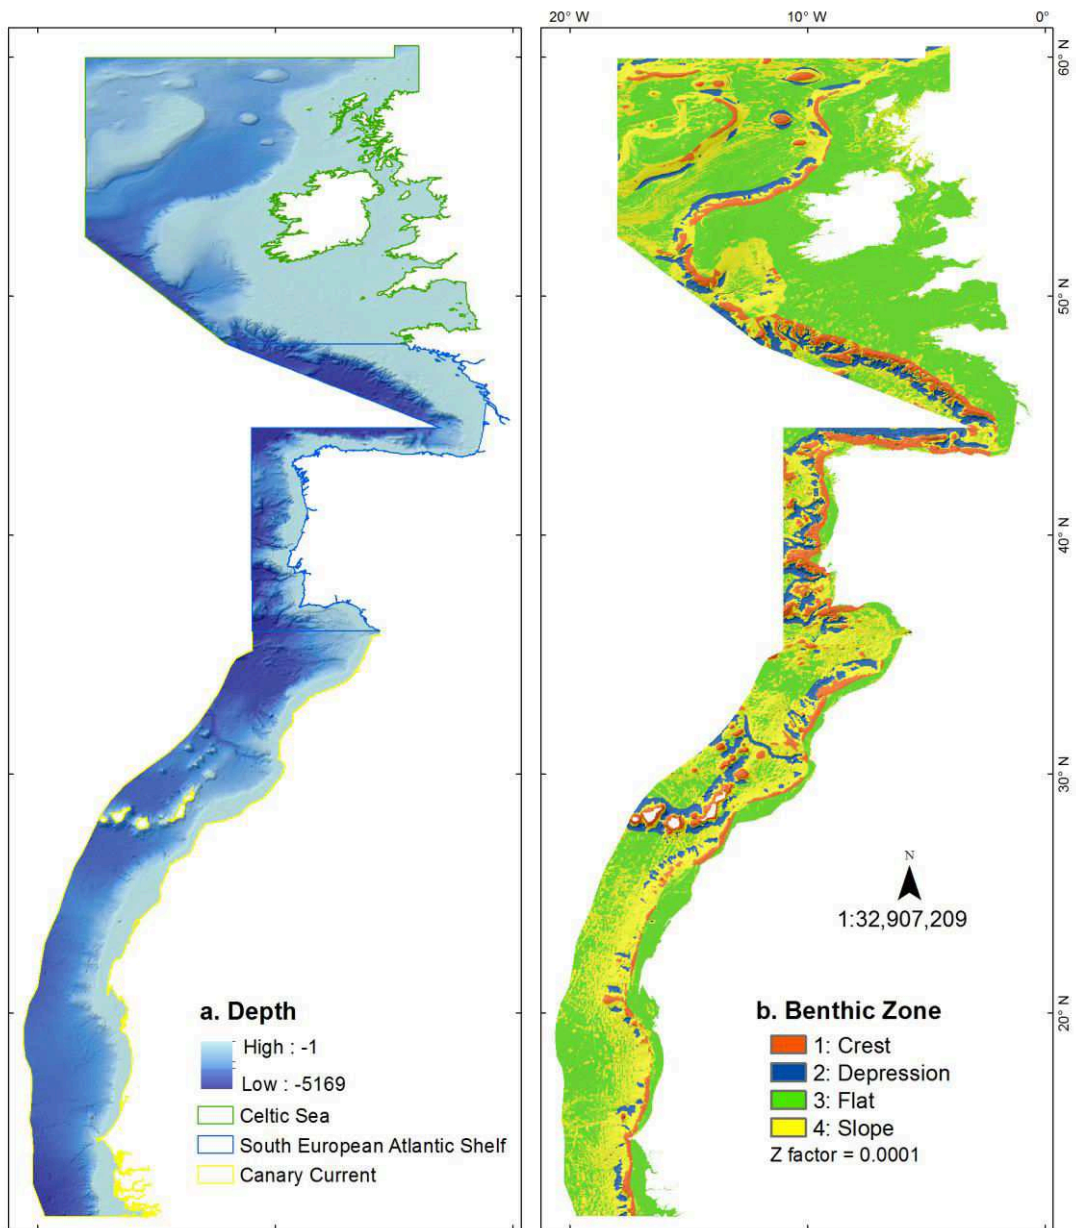 20° W
10° W
0°
60° N
50° N
40° N
30° N
20° N
N
1:32,907,209
a. Depth
High : -1
Low : -5169
Celtic Sea
South European Atlantic Shelf
Canary Current
b. Benthic Zone
1: Crest
2: Depression
3: Flat
4: Slope
Z factor = 0.0001